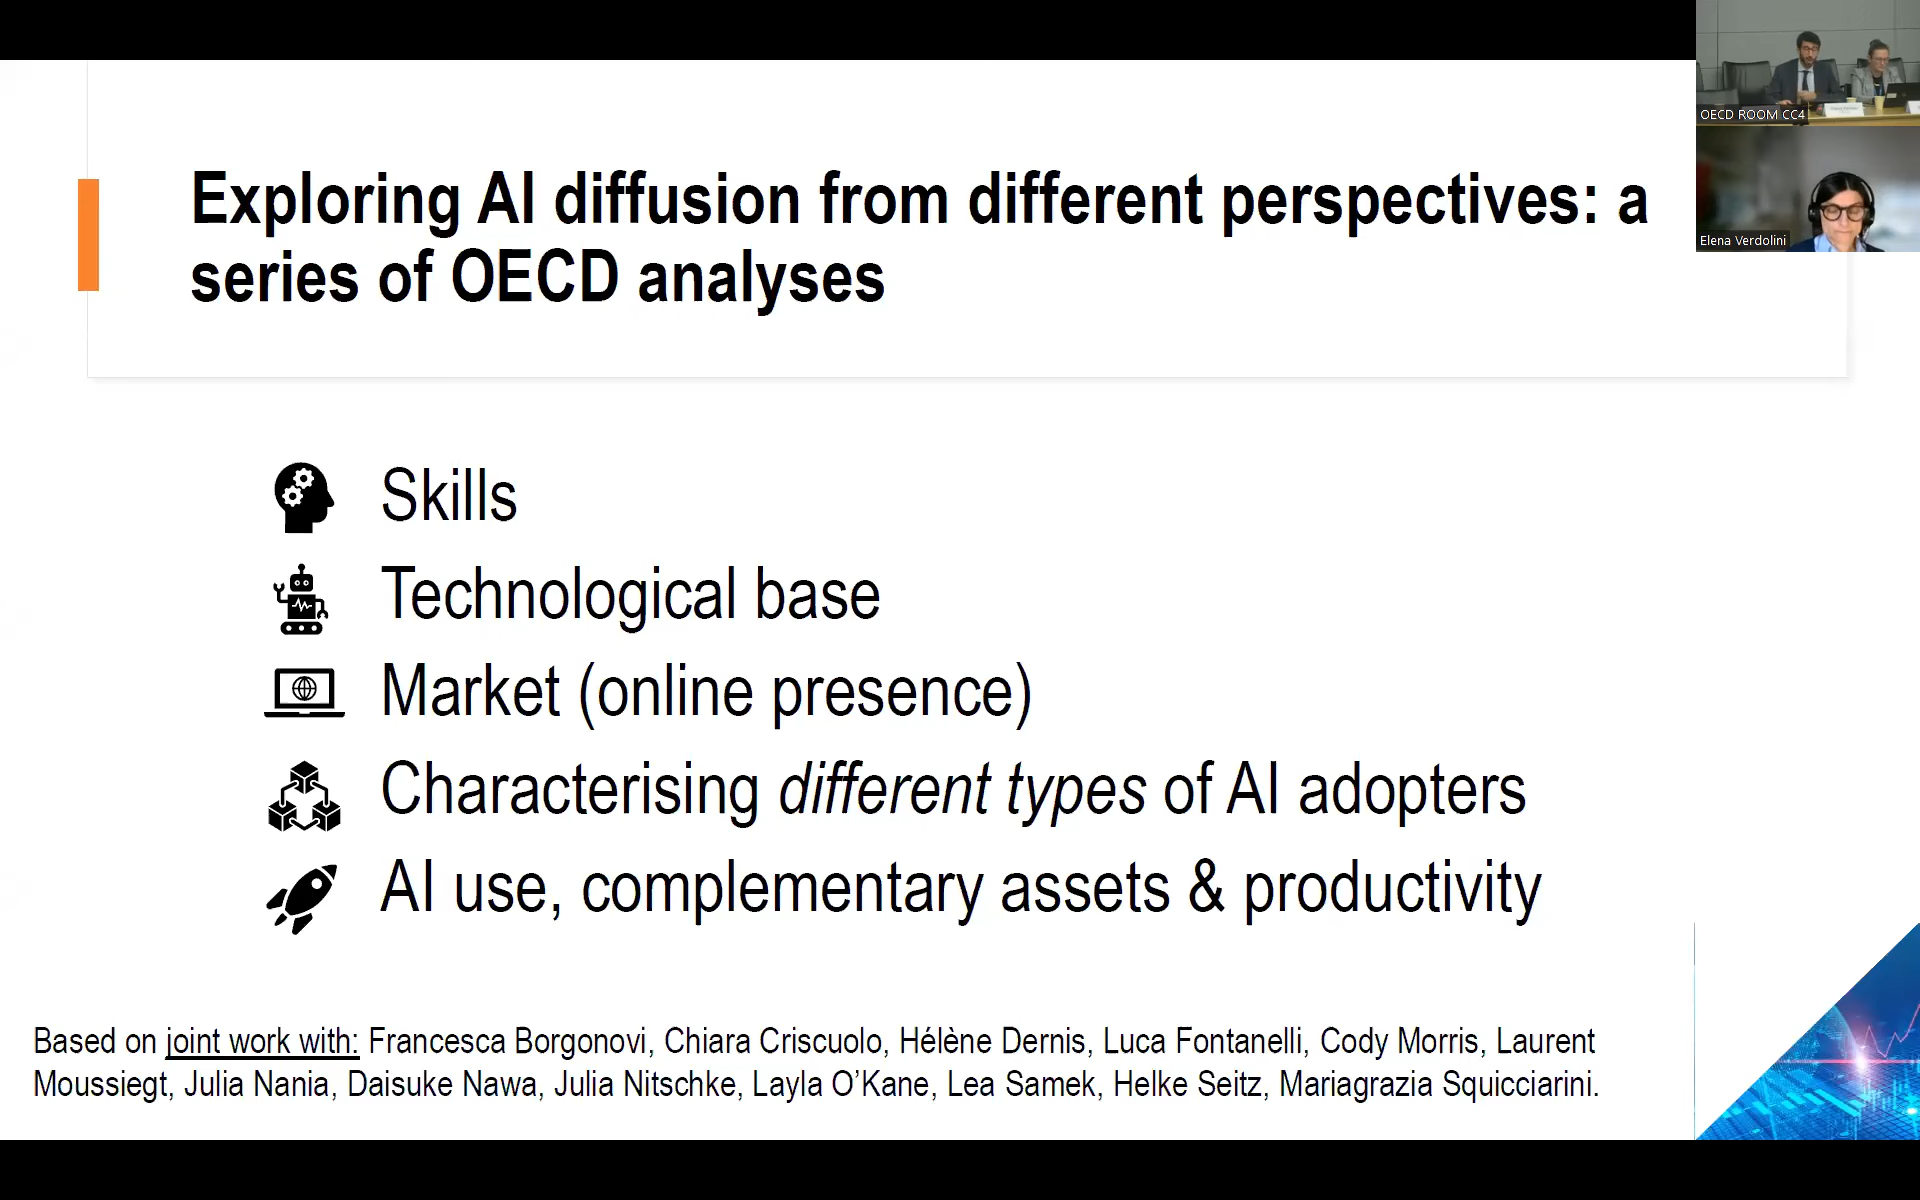 Exploring AI diffusion from different perspectives: a
series of OECD analyses
Skills
Technological base
Market (online presence)
Characterising different types of AI adopters
AI use, complementary assets & productivity
Based on joint work with: Francesca Borgonovi, Chiara Criscuolo, Hélène Dernis, Luca Fontanelli, Cody Morris, Laurent
Moussiegt, Julia Nania, Daisuke Nawa, Julia Nitschke, Layla O’Kane, Lea Samek, Helke Seitz, Mariagrazia Squicciarini.
OECD ROOM CC4
Elena Verdolini